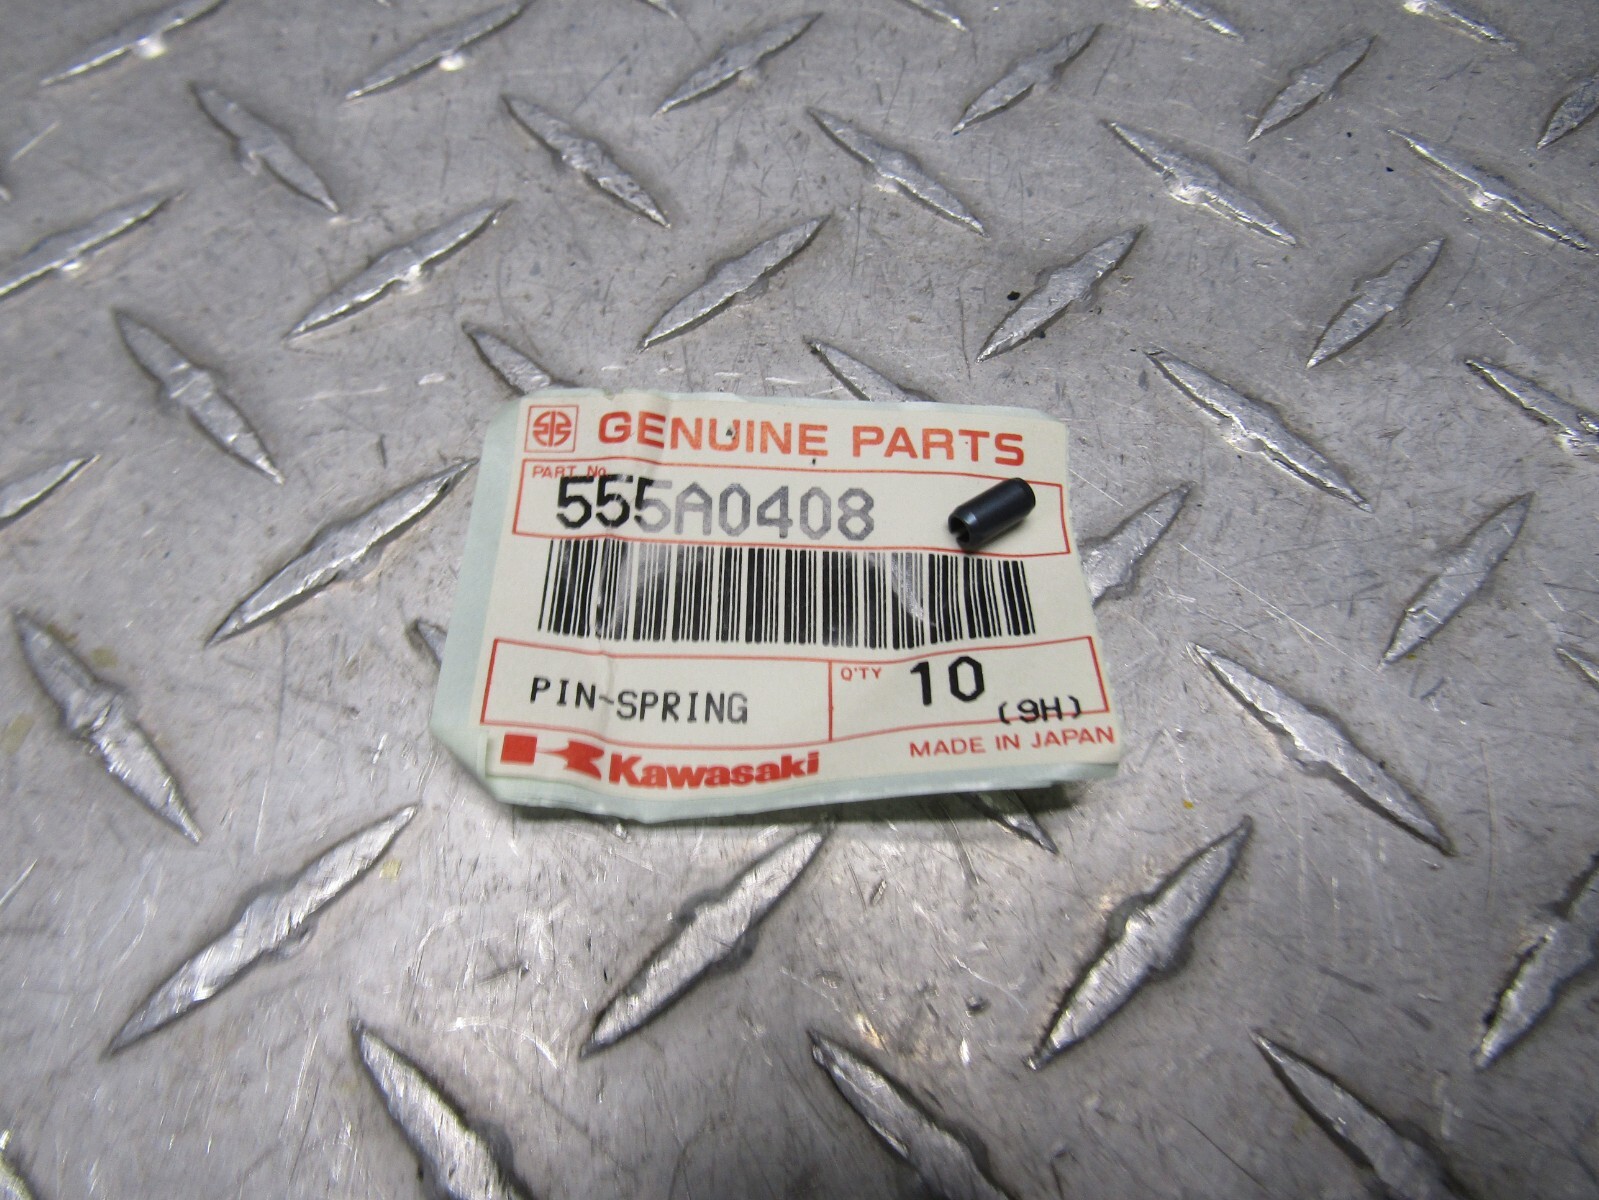 GENUINE PARTS
PART No.
555A0408
PIN-SPRING
Q'TY 10 (9H)
Kawasaki MADE IN JAPAN